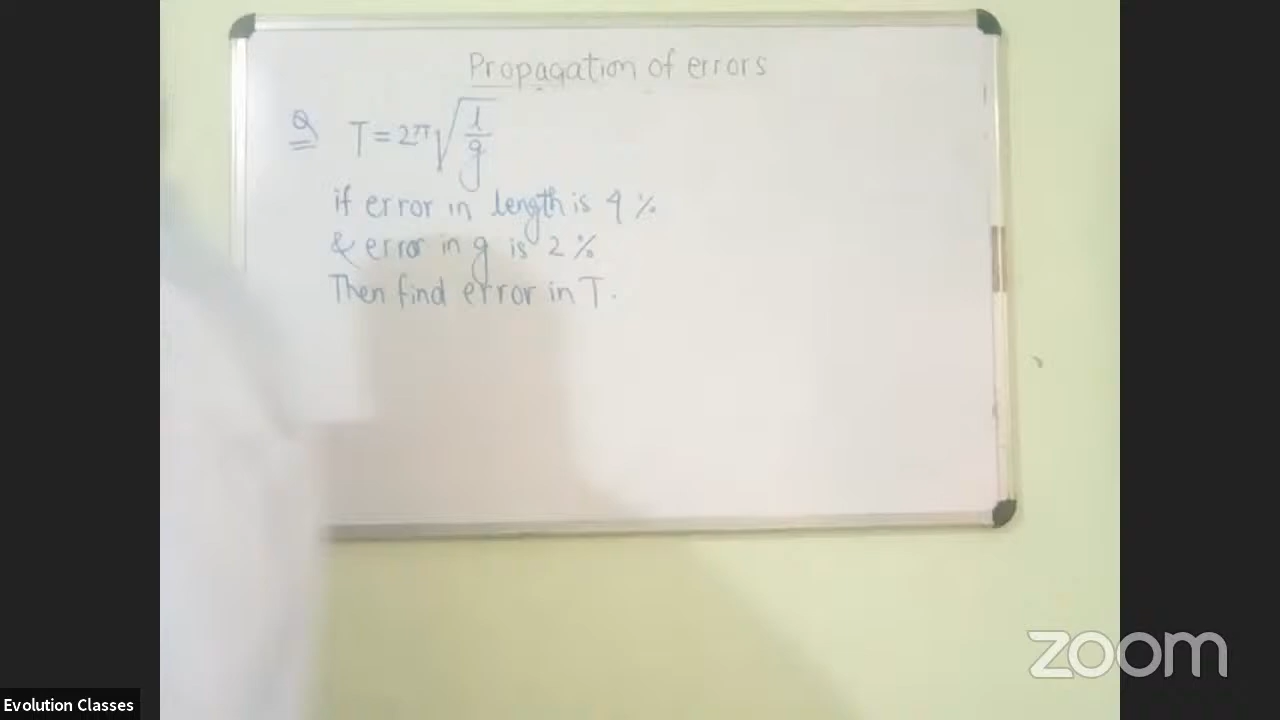 Propagation of errors
Q T = 2π√(l/g)
if error in length is 4 %
& error in g is 2 %
Then find error in T.
zoom
Evolution Classes